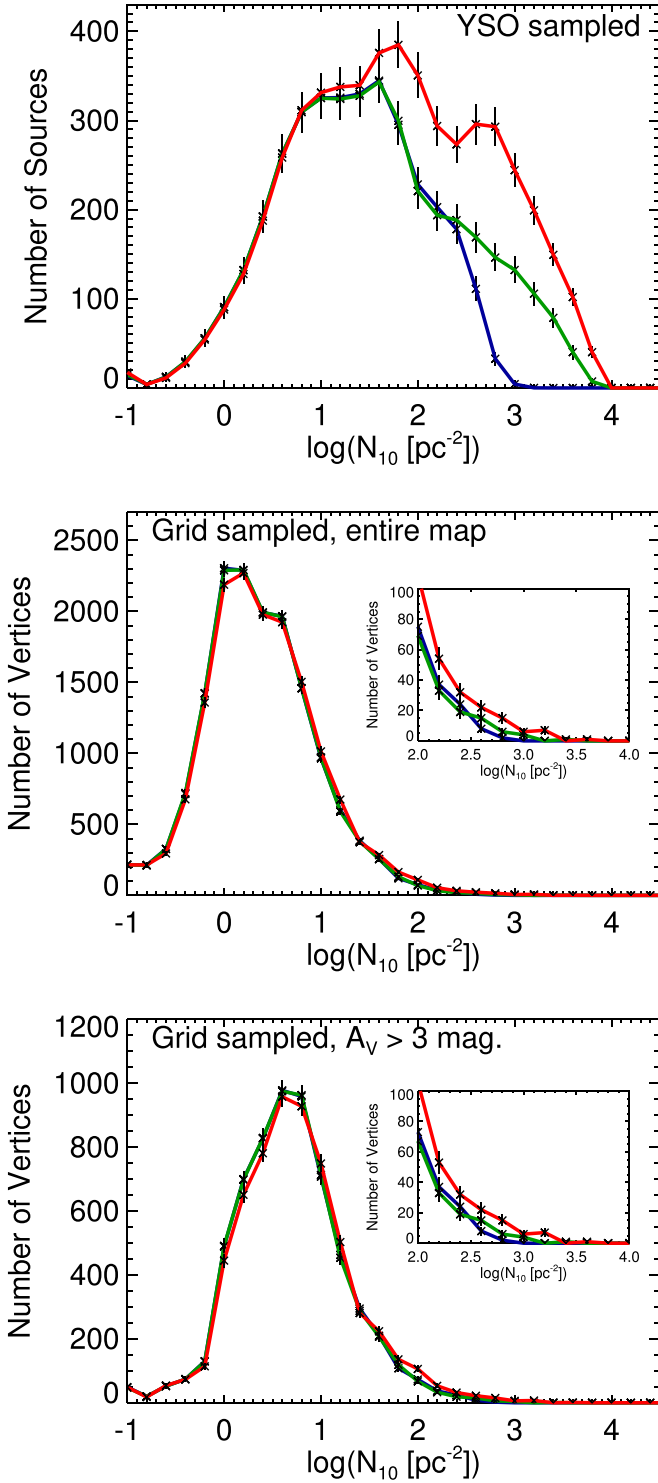 YSO sampled
Number of Sources
400
300
200
100
0
-1 0 1 2 3 4
log(N10 [pc-2])
Grid sampled, entire map
Number of Vertices
2500
2000
1500
1000
500
0
Number of Vertices
100
80
60
40
20
0
2.0 2.5 3.0 3.5 4.0
log(N10 [pc-2])
-1 0 1 2 3 4
log(N10 [pc-2])
Grid sampled, AV > 3 mag.
Number of Vertices
1200
1000
800
600
400
200
0
Number of Vertices
100
80
60
40
20
0
2.0 2.5 3.0 3.5 4.0
log(N10 [pc-2])
-1 0 1 2 3 4
log(N10 [pc-2])